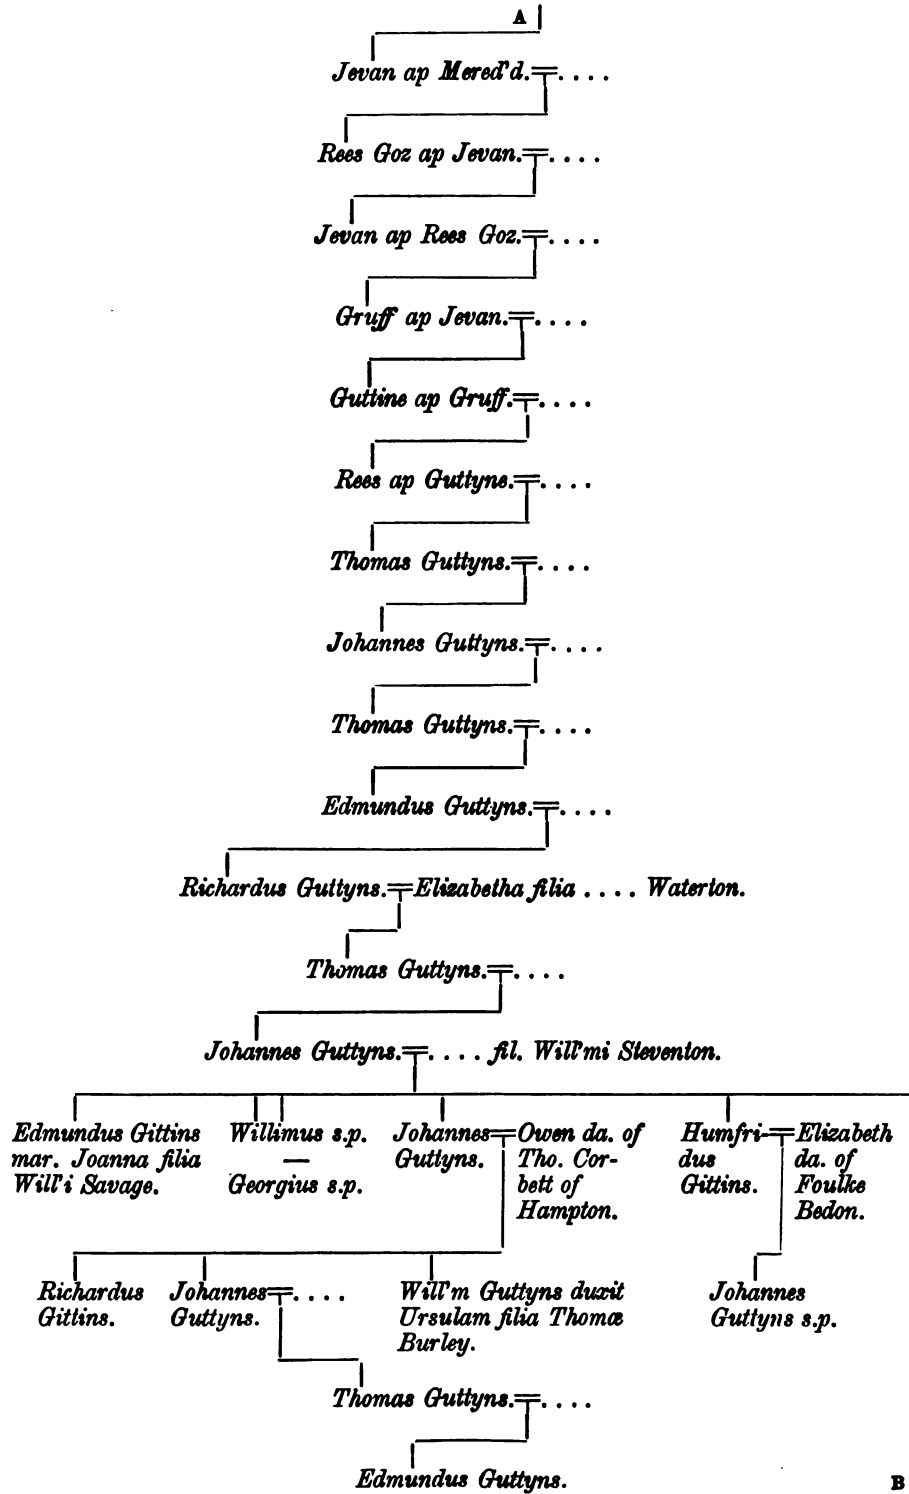 A
Jevan ap Mered'd. . . . .
Rees Goz ap Jevan. . . . .
Jevan ap Rees Goz. . . . .
Gruff ap Jevan. . . . .
Guttine ap Gruff. . . . .
Rees ap Guttyne. . . . .
Thomas Guttyns. . . . .
Johannes Guttyns. . . . .
Thomas Guttyns. . . . .
Edmundus Guttyns. . . . .
Richardus Guttyns.=Elizabetha filia . . . . Waterton.
Thomas Guttyns. . . . .
Johannes Guttyns.=. . . . fil. Will'mi Steventon.
Edmundus Gittins
mar. Joanna filia
Will'i Savage.
Willimus s.p.
—
Georgius s.p.
Johannes
Guttyns.
Owen da. of
Tho. Cor-
bett of
Hampton.
Humfri-
dus
Gittins.
Elizabeth
da. of
Foulke
Bedon.
Richardus
Gittins.
Johannes=. . . .
Guttyns.
Will'm Guttyns duxit
Ursulam filia Thomæ
Burley.
Johannes
Guttyns s.p.
Thomas Guttyns. . . . .
Edmundus Guttyns.
B